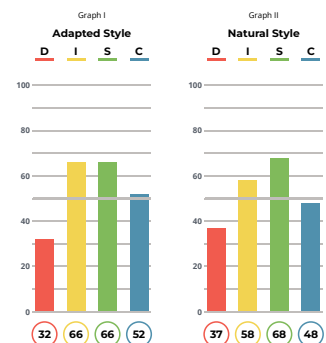 Graph I
Adapted Style
D I S C
100
80
60
40
20
0
32 66 66 52
Graph II
Natural Style
D I S C
100
80
60
40
20
0
37 58 68 48